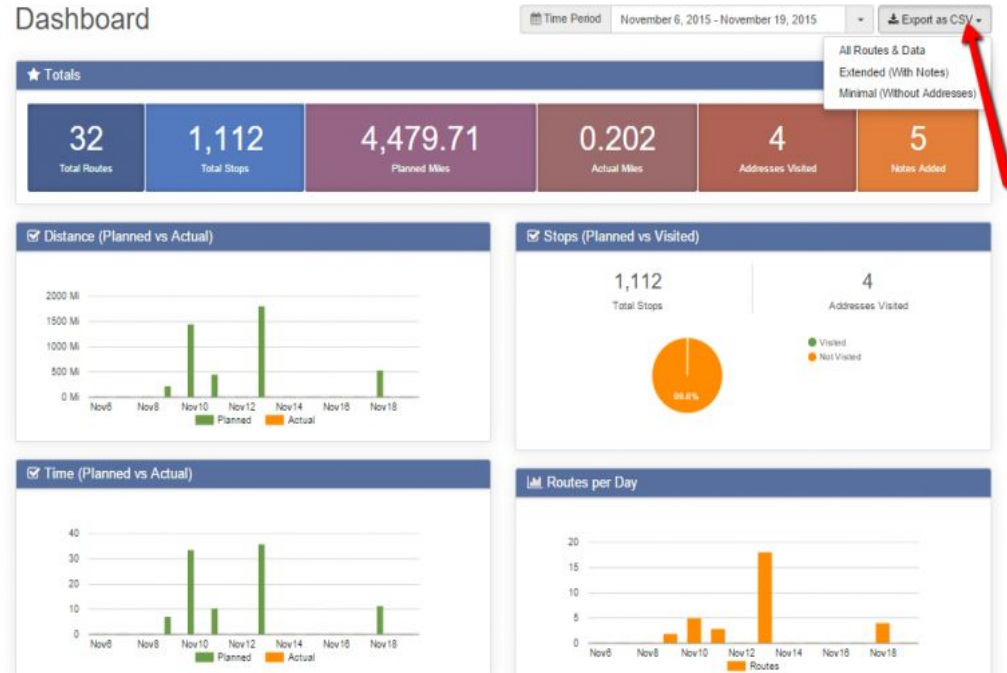 Dashboard
Time Period November 6, 2015 - November 19, 2015
Export as CSV
All Routes & Data
Extended (With Notes)
Minimal (Without Addresses)
Totals
32 1,112 4,479.71 0.202 4 5
Total Routes Total Stops Planned Miles Actual Miles Addresses Visited Notes Added
Distance (Planned vs Actual)
2000 Mi
1500 Mi
1000 Mi
500 Mi
0 Mi
Nov6 Nov8 Nov10 Nov12 Nov14 Nov16 Nov18
Planned Actual
Stops (Planned vs Visited)
1,112 4
Total Stops Addresses Visited
Visited
Not Visited
99.6%
Time (Planned vs Actual)
40
30
20
10
0
Nov6 Nov8 Nov10 Nov12 Nov14 Nov16 Nov18
Planned Actual
Routes per Day
20
15
10
5
0
Nov6 Nov8 Nov10 Nov12 Nov14 Nov16 Nov18
Routes